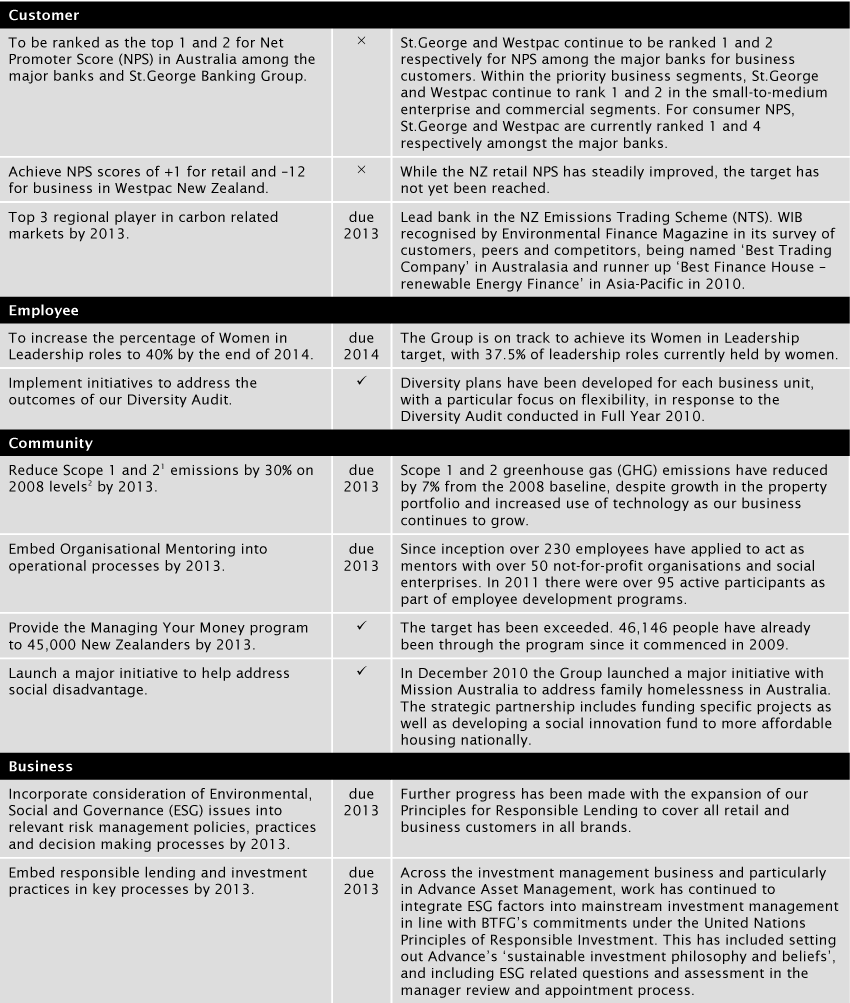 Customer
To be ranked as the top 1 and 2 for Net
Promoter Score (NPS) in Australia among the
major banks and St.George Banking Group.
×
St.George and Westpac continue to be ranked 1 and 2
respectively for NPS among the major banks for business
customers. Within the priority business segments, St.George
and Westpac continue to rank 1 and 2 in the small-to-medium
enterprise and commercial segments. For consumer NPS,
St.George and Westpac are currently ranked 1 and 4
respectively amongst the major banks.
Achieve NPS scores of +1 for retail and –12
for business in Westpac New Zealand.
×
While the NZ retail NPS has steadily improved, the target has
not yet been reached.
Top 3 regional player in carbon related
markets by 2013.
due
2013
Lead bank in the NZ Emissions Trading Scheme (NTS). WIB
recognised by Environmental Finance Magazine in its survey of
customers, peers and competitors, being named ‘Best Trading
Company’ in Australasia and runner up ‘Best Finance House –
renewable Energy Finance’ in Asia-Pacific in 2010.
Employee
To increase the percentage of Women in
Leadership roles to 40% by the end of 2014.
due
2014
The Group is on track to achieve its Women in Leadership
target, with 37.5% of leadership roles currently held by women.
Implement initiatives to address the
outcomes of our Diversity Audit.
✓
Diversity plans have been developed for each business unit,
with a particular focus on flexibility, in response to the
Diversity Audit conducted in Full Year 2010.
Community
Reduce Scope 1 and 2¹ emissions by 30% on
2008 levels² by 2013.
due
2013
Scope 1 and 2 greenhouse gas (GHG) emissions have reduced
by 7% from the 2008 baseline, despite growth in the property
portfolio and increased use of technology as our business
continues to grow.
Embed Organisational Mentoring into
operational processes by 2013.
due
2013
Since inception over 230 employees have applied to act as
mentors with over 50 not-for-profit organisations and social
enterprises. In 2011 there were over 95 active participants as
part of employee development programs.
Provide the Managing Your Money program
to 45,000 New Zealanders by 2013.
✓
The target has been exceeded. 46,146 people have already
been through the program since it commenced in 2009.
Launch a major initiative to help address
social disadvantage.
✓
In December 2010 the Group launched a major initiative with
Mission Australia to address family homelessness in Australia.
The strategic partnership includes funding specific projects as
well as developing a social innovation fund to more affordable
housing nationally.
Business
Incorporate consideration of Environmental,
Social and Governance (ESG) issues into
relevant risk management policies, practices
and decision making processes by 2013.
due
2013
Further progress has been made with the expansion of our
Principles for Responsible Lending to cover all retail and
business customers in all brands.
Embed responsible lending and investment
practices in key processes by 2013.
due
2013
Across the investment management business and particularly
in Advance Asset Management, work has continued to
integrate ESG factors into mainstream investment management
in line with BTFG’s commitments under the United Nations
Principles of Responsible Investment. This has included setting
out Advance’s ‘sustainable investment philosophy and beliefs’,
and including ESG related questions and assessment in the
manager review and appointment process.